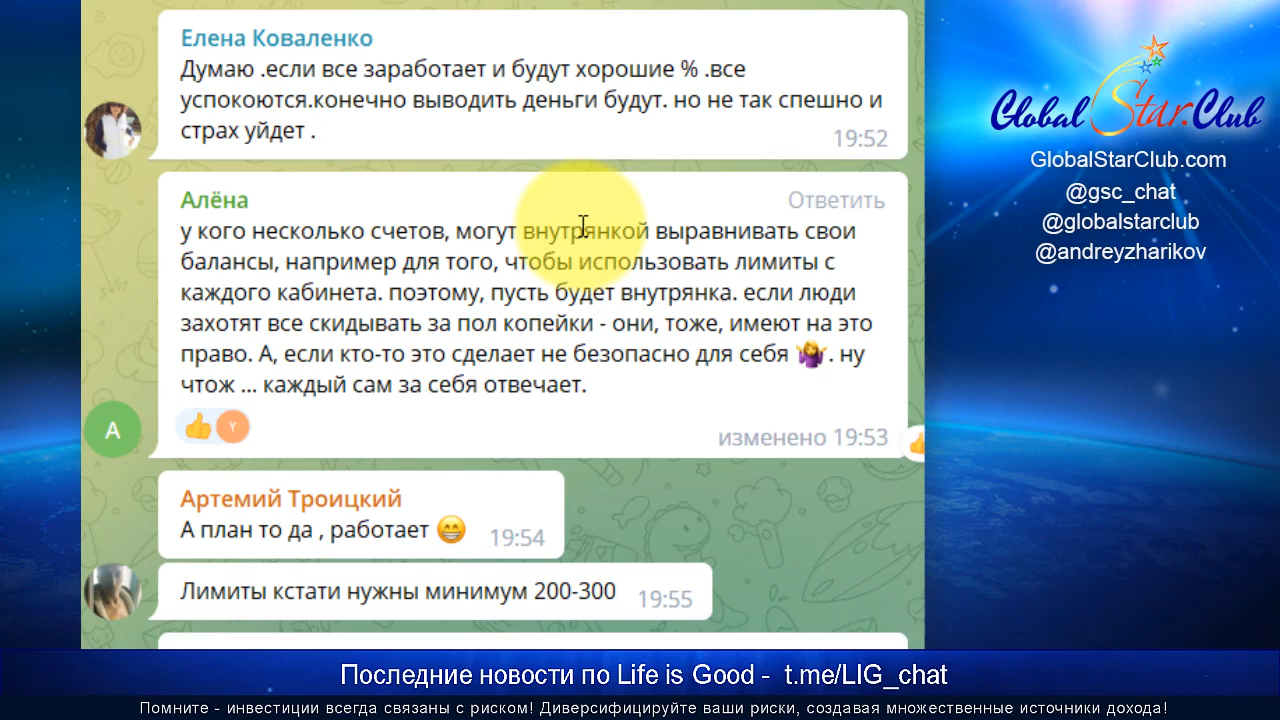 Елена Коваленко
Думаю .если все заработает и будут хорошие % .все
успокоются.конечно выводить деньги будут. но не так спешно и
страх уйдет .
19:52
Алёна
Ответить
у кого несколько счетов, могут внутрянкой выравнивать свои
балансы, например для того, чтобы использовать лимиты с
каждого кабинета. поэтому, пусть будет внутрянка. если люди
захотят все скидывать за пол копейки - они, тоже, имеют на это
право. А, если кто-то это сделает не безопасно для себя 🤷‍♀️. ну
чтож ... каждый сам за себя отвечает.
👍 Y
А
изменено 19:53
Артемий Троицкий
А план то да , работает 😁
19:54
Лимиты кстати нужны минимум 200-300
19:55
Global Star.Club
GlobalStarClub.com
@gsc_chat
@globalstarclub
@andreyzharikov
Последние новости по Life is Good - t.me/LIG_chat
Помните - инвестиции всегда связаны с риском! Диверсифицируйте ваши риски, создавая множественные источники дохода!